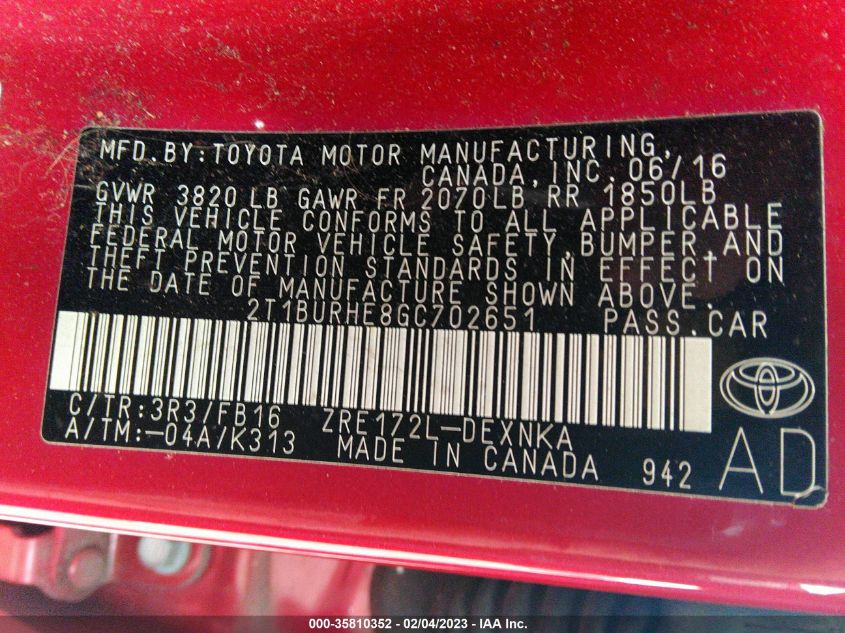 MFD.BY:TOYOTA MOTOR MANUFACTURING,
CANADA, INC. 06/16
GVWR 3820 LB GAWR FR 2070LB RR 1850LB
THIS VEHICLE CONFORMS TO ALL APPLICABLE
FEDERAL MOTOR VEHICLE SAFETY, BUMPER, AND
THEFT PREVENTION STANDARDS IN EFFECT ON
THE DATE OF MANUFACTURE SHOWN ABOVE.
2T1BURHE8GC702651 PASS.CAR
C/TR:3R3/FB16 ZRE172L-DEXNKA
A/TM:-04A/K313 MADE IN CANADA 942 AD
000-35810352 - 02/04/2023 - IAA Inc.